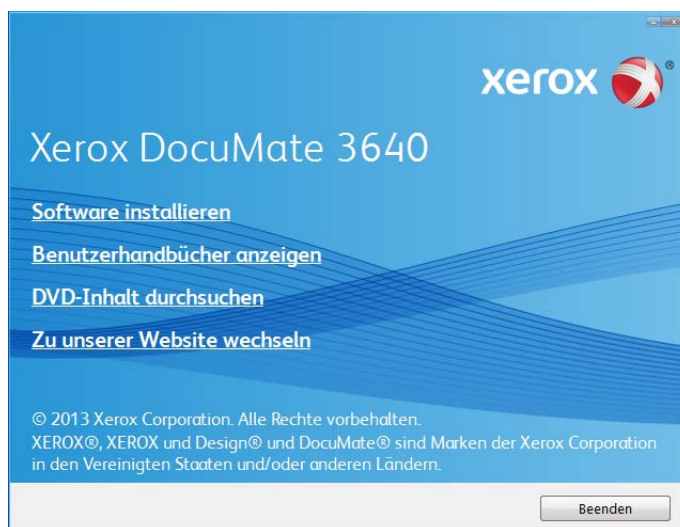 xerox ®
Xerox DocuMate 3640
Software installieren
Benutzerhandbücher anzeigen
DVD-Inhalt durchsuchen
Zu unserer Website wechseln
© 2013 Xerox Corporation. Alle Rechte vorbehalten.
XEROX®, XEROX und Design® und DocuMate® sind Marken der Xerox Corporation
in den Vereinigten Staaten und/oder anderen Ländern.
Beenden